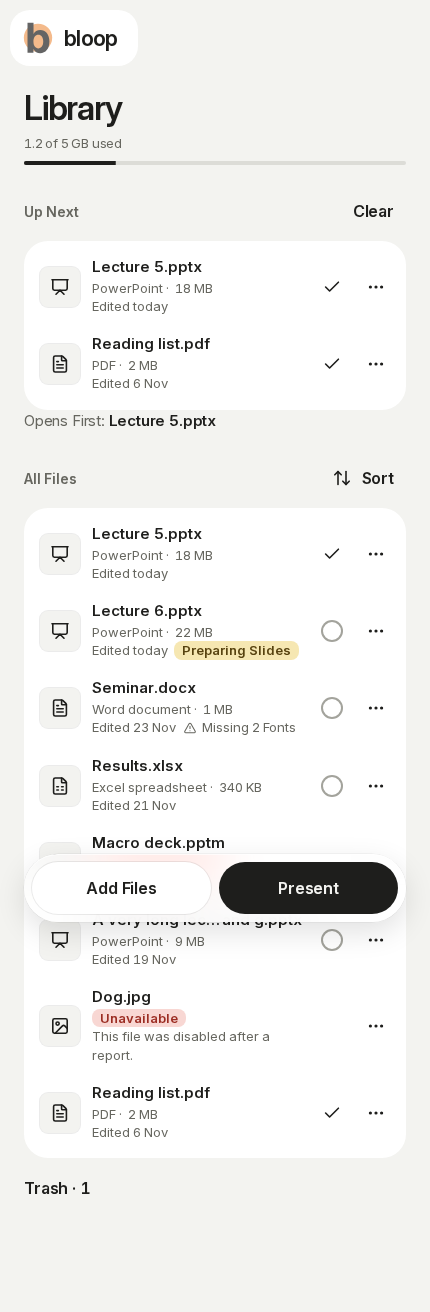 bloop
Library
1.2 of 5 GB used
Up Next
Clear
Lecture 5.pptx
PowerPoint · 18 MB
Edited today
Reading list.pdf
PDF · 2 MB
Edited 6 Nov
Opens First: Lecture 5.pptx
All Files
Sort
Lecture 5.pptx
PowerPoint · 18 MB
Edited today
Lecture 6.pptx
PowerPoint · 22 MB
Edited today Preparing Slides
Seminar.docx
Word document · 1 MB
Edited 23 Nov Missing 2 Fonts
Results.xlsx
Excel spreadsheet · 340 KB
Edited 21 Nov
Macro deck.pptm
Add Files
Present
A very long lec…und g.pptx
PowerPoint · 9 MB
Edited 19 Nov
Dog.jpg
Unavailable
This file was disabled after a
report.
Reading list.pdf
PDF · 2 MB
Edited 6 Nov
Trash · 1